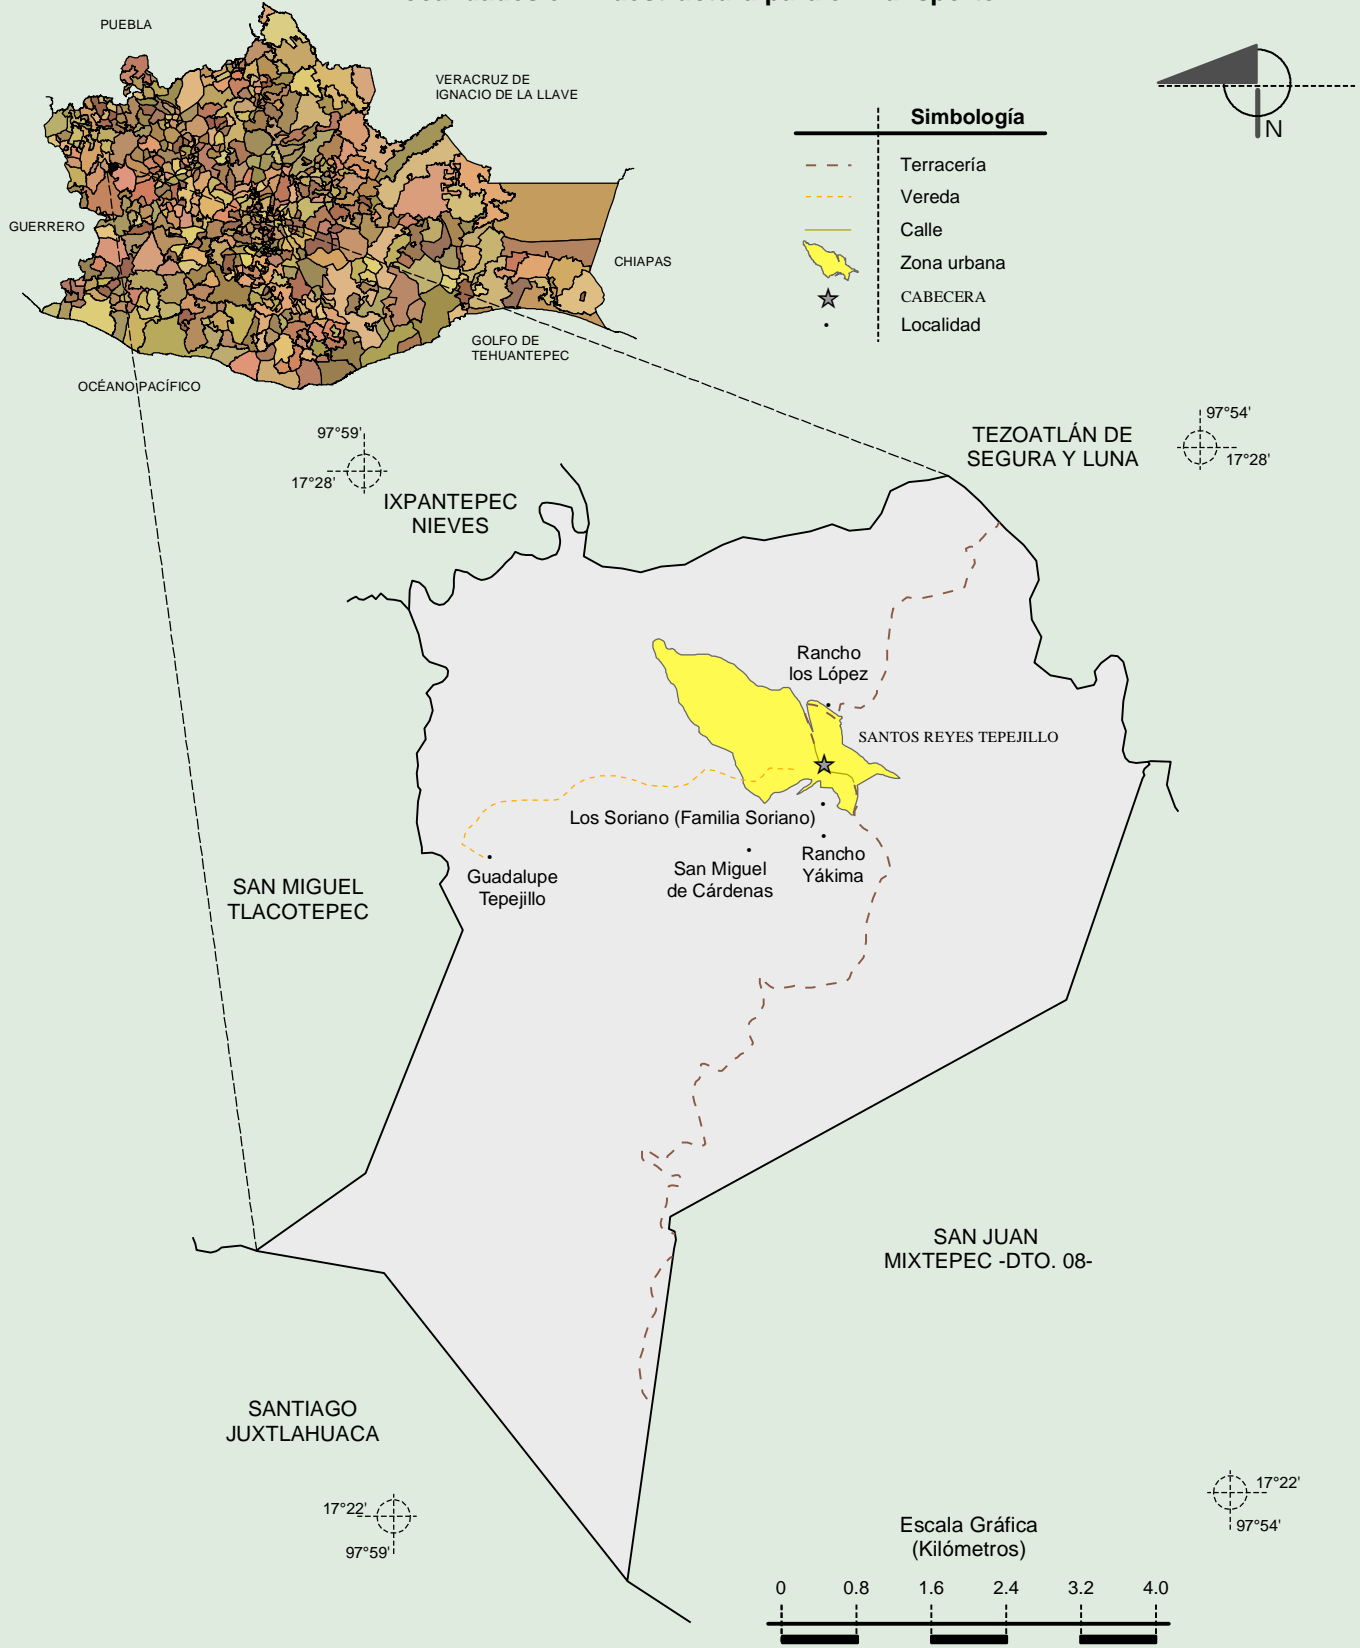 PUEBLA
VERACRUZ DE
IGNACIO DE LA LLAVE
GUERRERO
CHIAPAS
GOLFO DE
TEHUANTEPEC
OCÉANO PACÍFICO
Simbología
Terracería
Vereda
Calle
Zona urbana
CABECERA
Localidad
N
97°59'
17°28'
97°54'
17°28'
TEZOATLÁN DE
SEGURA Y LUNA
IXPANTEPEC
NIEVES
Rancho
los López
SANTOS REYES TEPEJILLO
Los Soriano (Familia Soriano)
Guadalupe
Tepejillo
San Miguel
de Cárdenas
Rancho
Yákima
SAN MIGUEL
TLACOTEPEC
SAN JUAN
MIXTEPEC -DTO. 08-
SANTIAGO
JUXTLAHUACA
17°22'
97°59'
17°22'
97°54'
Escala Gráfica
(Kilómetros)
0 0.8 1.6 2.4 3.2 4.0